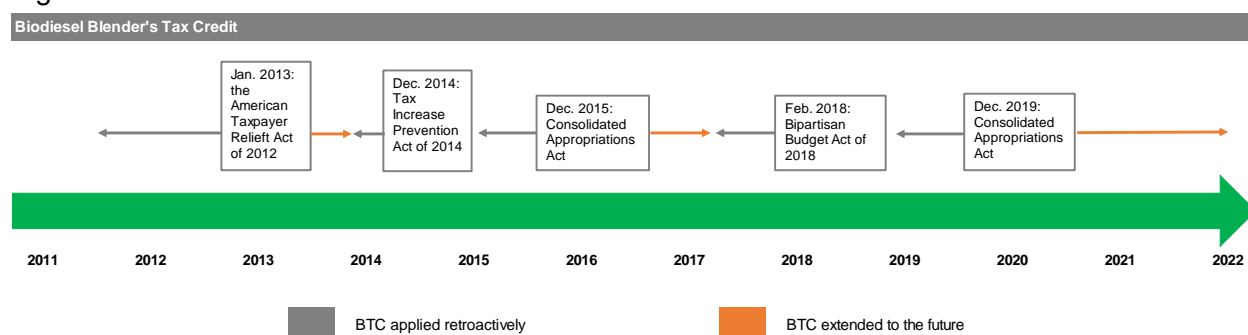 Biodiesel Blender's Tax Credit
Jan. 2013:
the
American
Taxpayer
Relieft Act
of 2012
Dec. 2014:
Tax
Increase
Prevention
Act of 2014
Dec. 2015:
Consolidated
Appropriations
Act
Feb. 2018:
Bipartisan
Budget Act of
2018
Dec. 2019:
Consolidated
Appropriations
Act
2011 2012 2013 2014 2015 2016 2017 2018 2019 2020 2021 2022
BTC applied retroactively BTC extended to the future